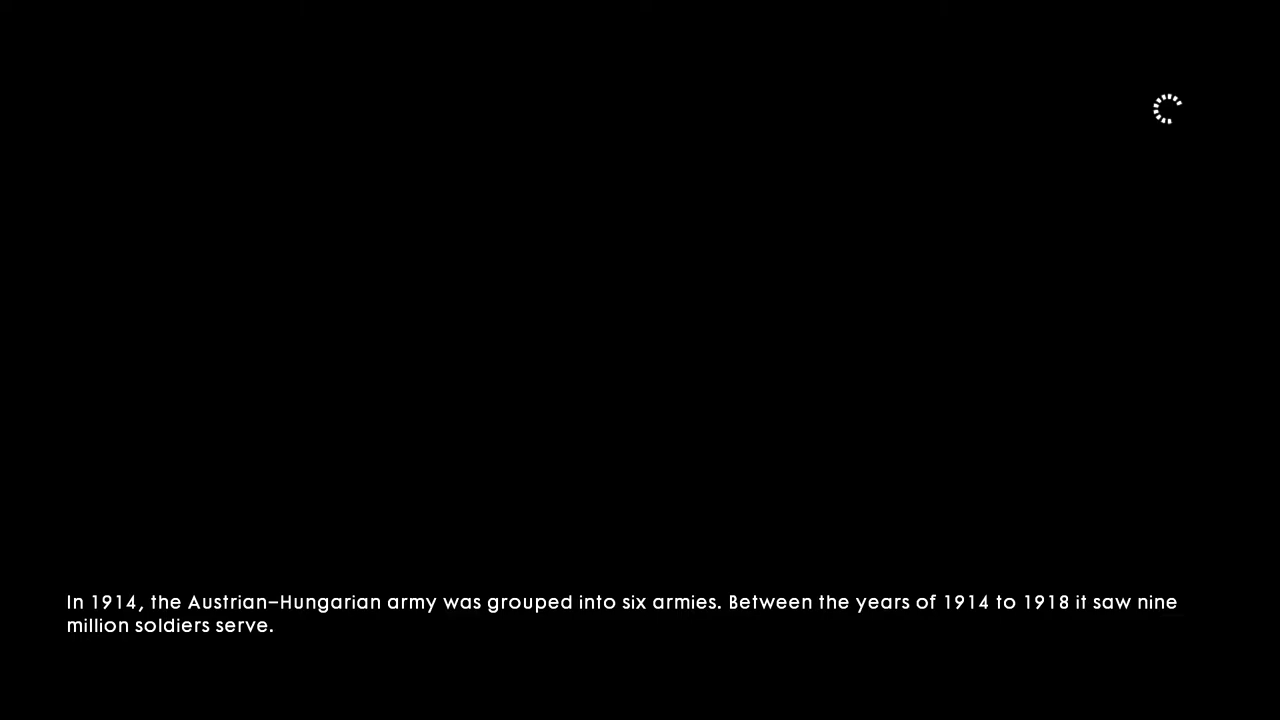 In 1914, the Austrian-Hungarian army was grouped into six armies. Between the years of 1914 to 1918 it saw nine
million soldiers serve.